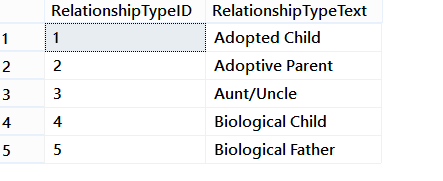 RelationshipTypeID RelationshipTypeText
1 1 Adopted Child
2 2 Adoptive Parent
3 3 Aunt/Uncle
4 4 Biological Child
5 5 Biological Father